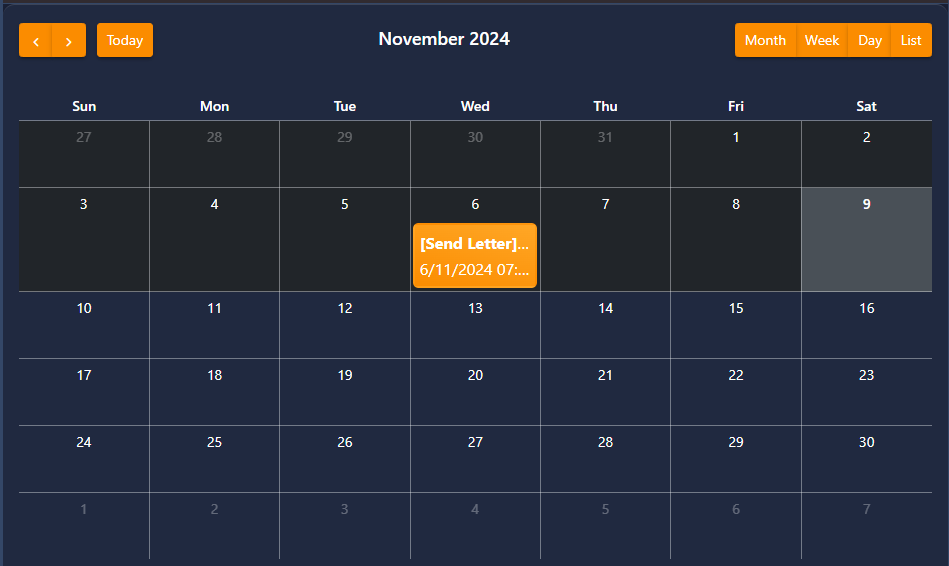 ‹ › Today November 2024 Month Week Day List
Sun Mon Tue Wed Thu Fri Sat
27 28 29 30 31 1 2
3 4 5 6 7 8 9
[Send Letter]...
6/11/2024 07:...
10 11 12 13 14 15 16
17 18 19 20 21 22 23
24 25 26 27 28 29 30
1 2 3 4 5 6 7